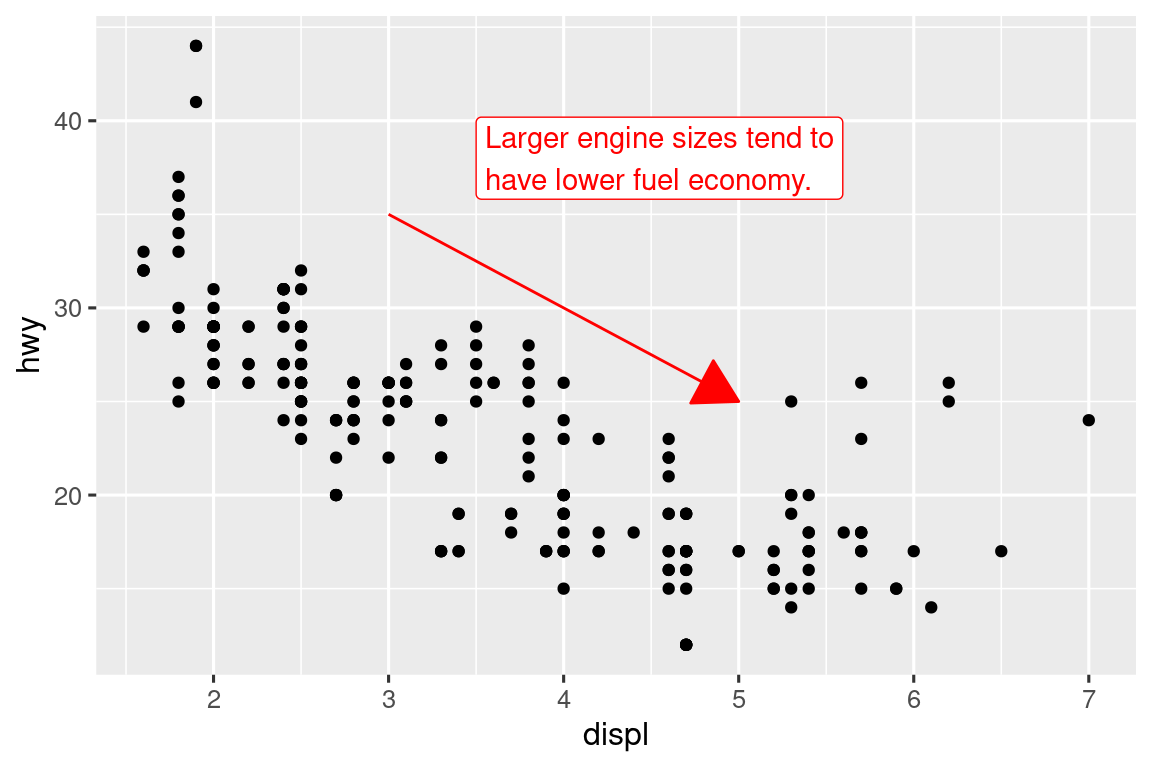 40
30
20
hwy
Larger engine sizes tend to
have lower fuel economy.
2 3 4 5 6 7
displ